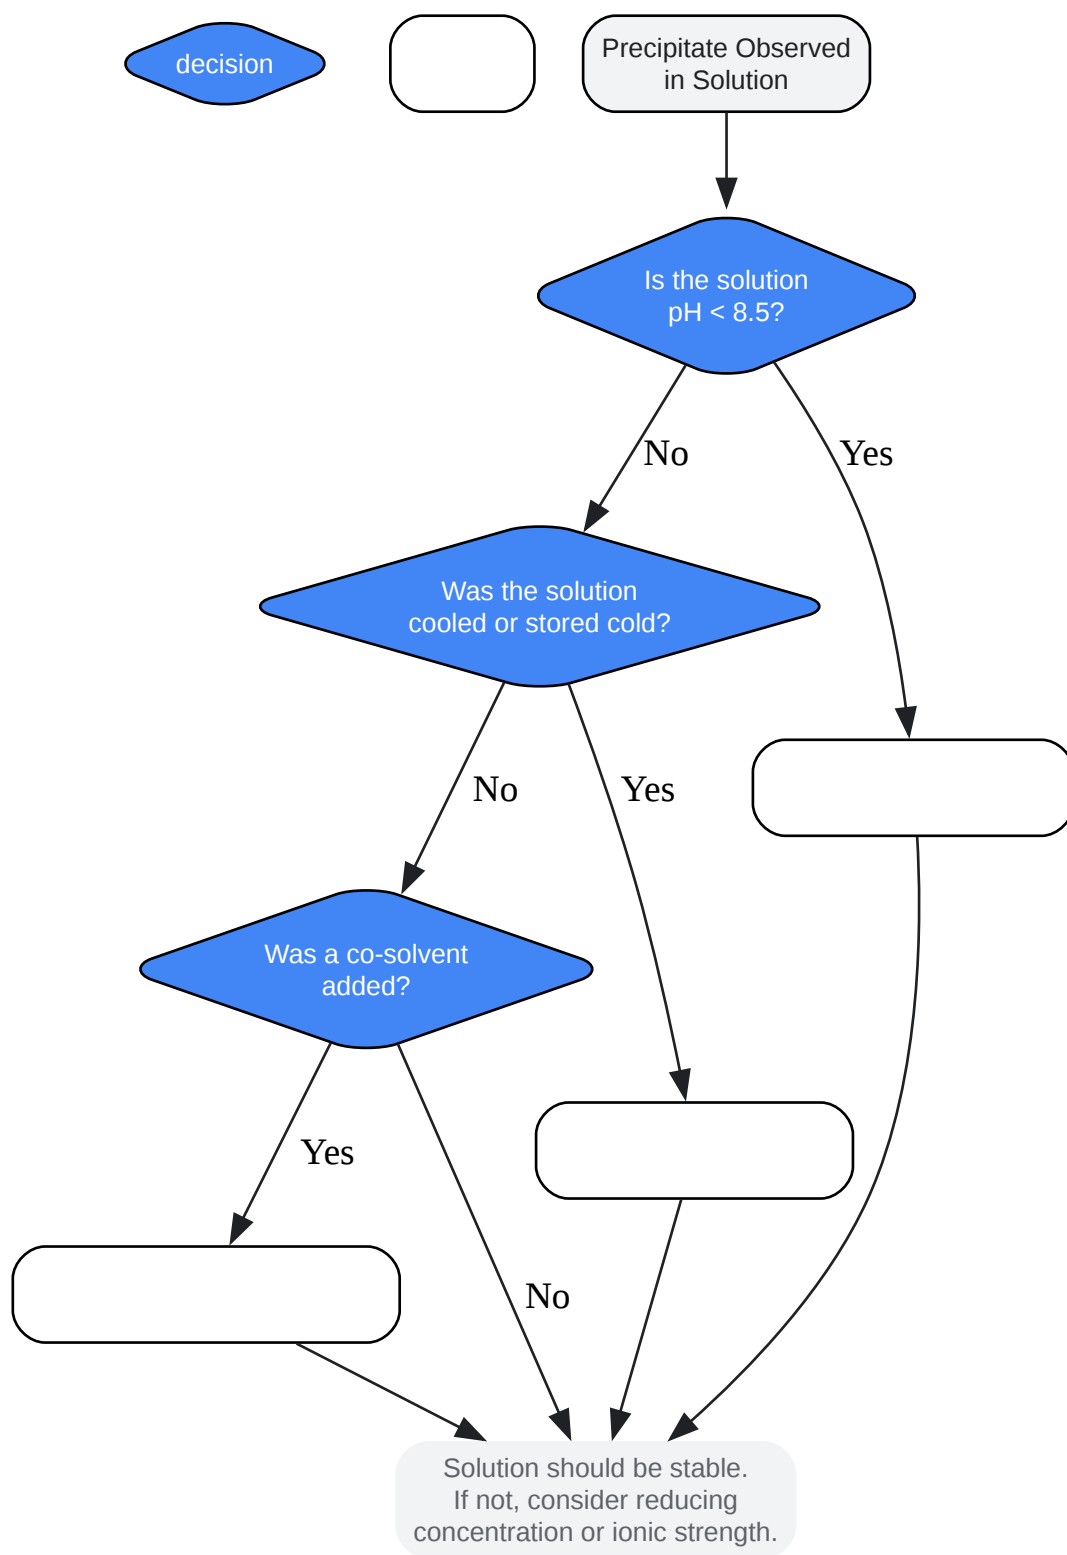 decision
Precipitate Observed
in Solution
Is the solution
pH < 8.5?
No
Yes
Was the solution
cooled or stored cold?
No
Yes
Was a co-solvent
added?
Yes
No
Solution should be stable.
If not, consider reducing
concentration or ionic strength.